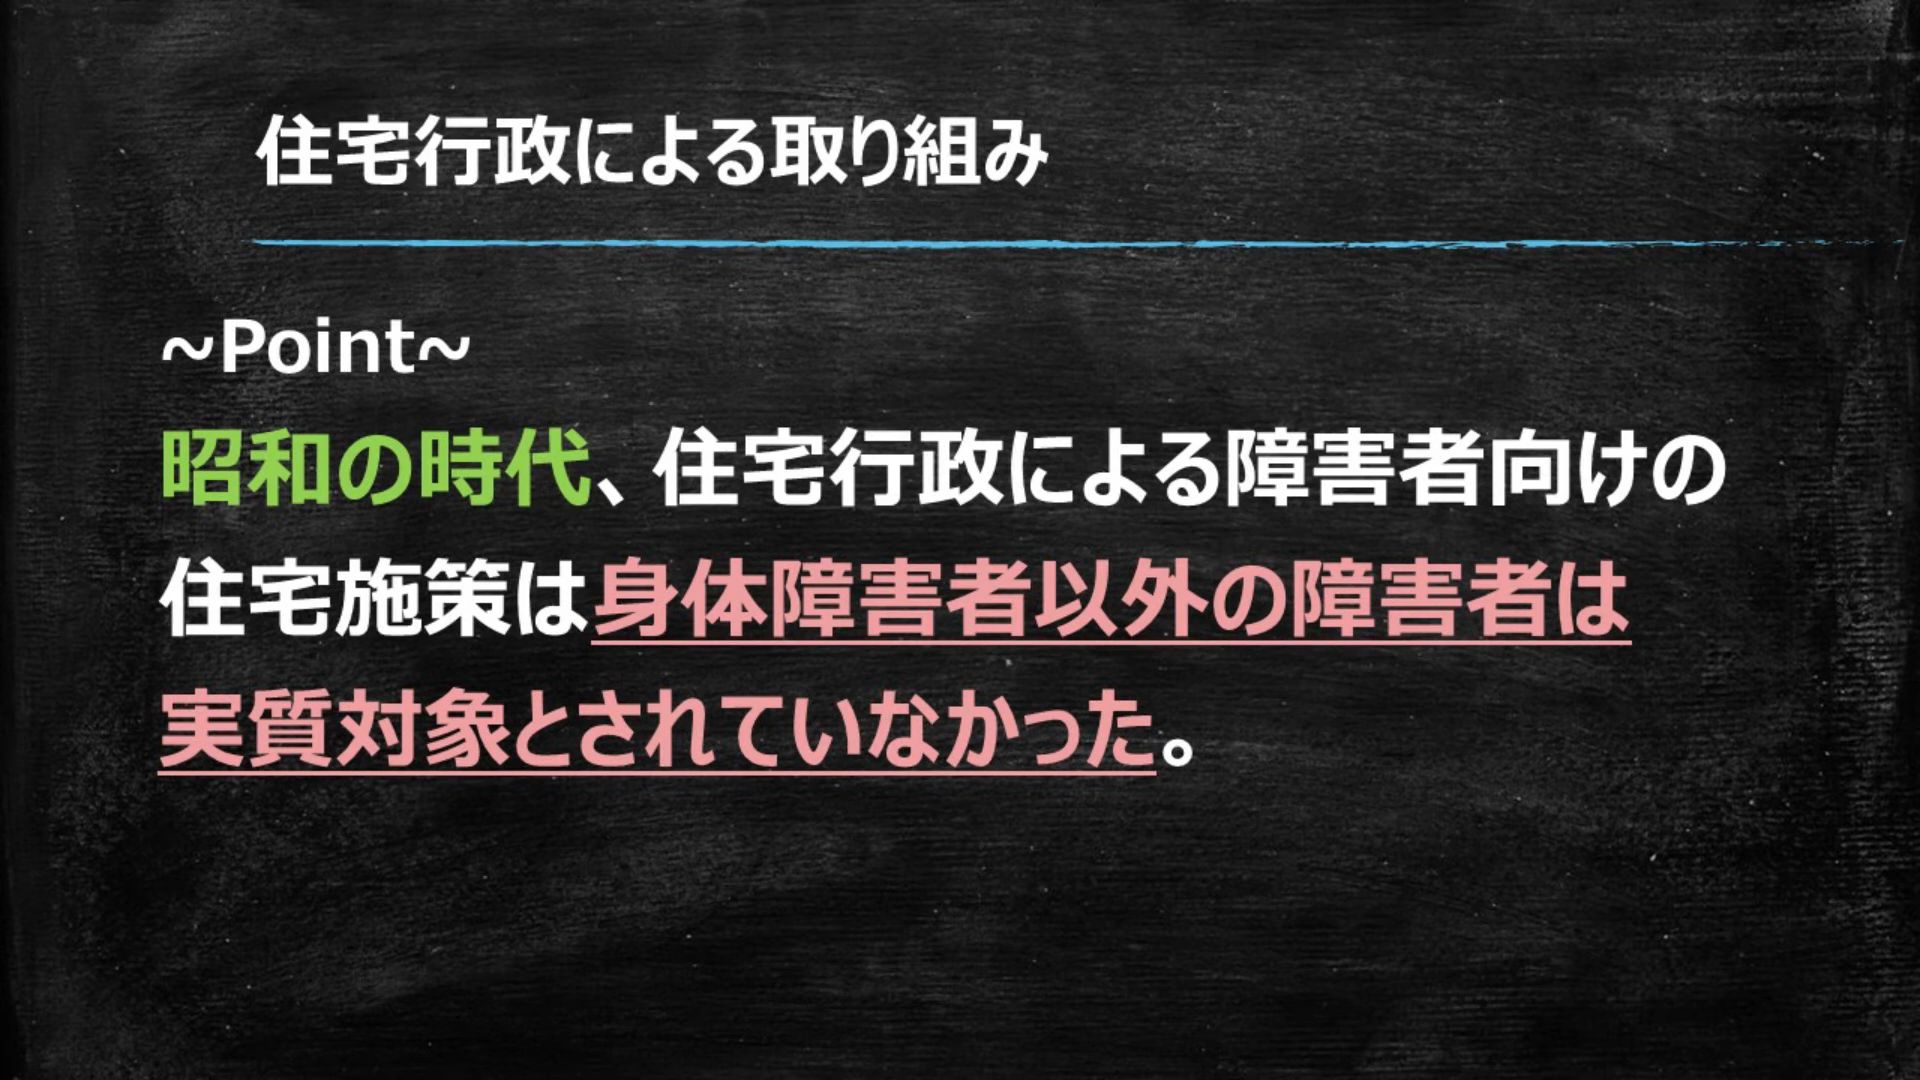 住宅行政による取り組み
~Point~
昭和の時代、住宅行政による障害者向けの
住宅施策は身体障害者以外の障害者は
実質対象とされていなかった。